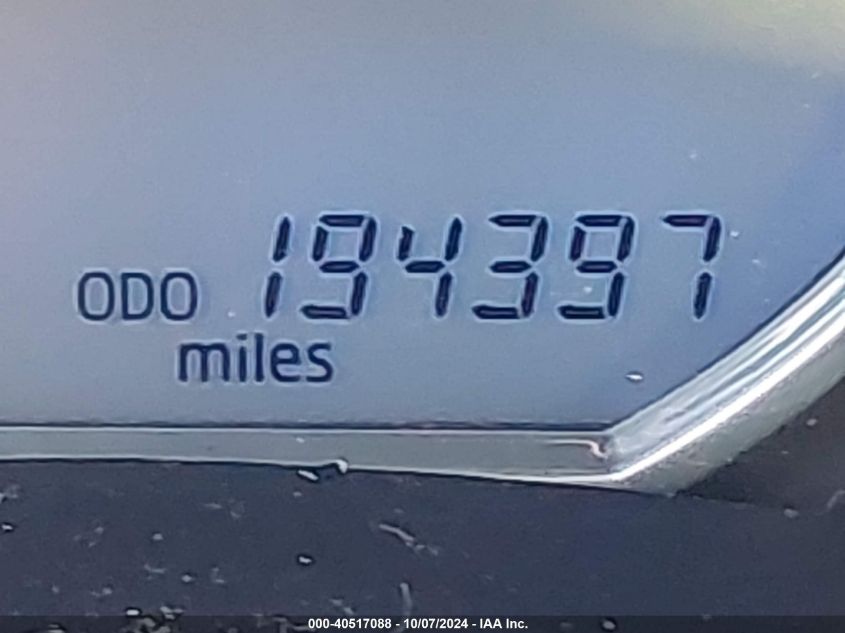 ODO 194397
miles
000-40517088 - 10/07/2024 - IAA Inc.